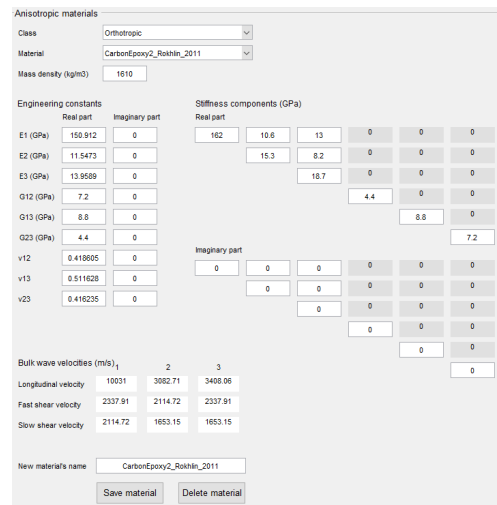 Anisotropic materials
Class Orthotropic
Material CarbonEpoxy2_Rokhlin_2011
Mass density (kg/m3) 1610
Engineering constants Stiffness components (GPa)
Real part Imaginary part Real part
E1 (GPa) 150.912 0 162 10.6 13 0 0 0
E2 (GPa) 11.5473 0 15.3 8.2 0 0 0
E3 (GPa) 13.9589 0 18.7 0 0 0
G12 (GPa) 7.2 0 4.4 0 0
G13 (GPa) 8.8 0 8.8 0
G23 (GPa) 4.4 0 7.2
Imaginary part
v12 0.418605 0 0 0 0 0 0 0
v13 0.511628 0 0 0 0 0 0
v23 0.416235 0 0 0 0 0
0 0 0
0 0
0
Bulk wave velocities (m/s) 1 2 3
Longitudinal velocity 10031 3082.71 3408.06
Fast shear velocity 2337.91 2114.72 2337.91
Slow shear velocity 2114.72 1653.15 1653.15
New material's name CarbonEpoxy2_Rokhlin_2011
Save material Delete material